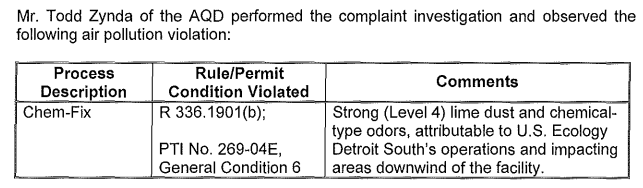 Mr. Todd Zynda of the AQD performed the complaint investigation and observed the
following air pollution violation:
Process
Description
Rule/Permit
Condition Violated
Comments
Chem-Fix
R 336.1901(b);
PTI No. 269-04E,
General Condition 6
Strong (Level 4) lime dust and chemical-
type odors, attributable to U.S. Ecology
Detroit South's operations and impacting
areas downwind of the facility.